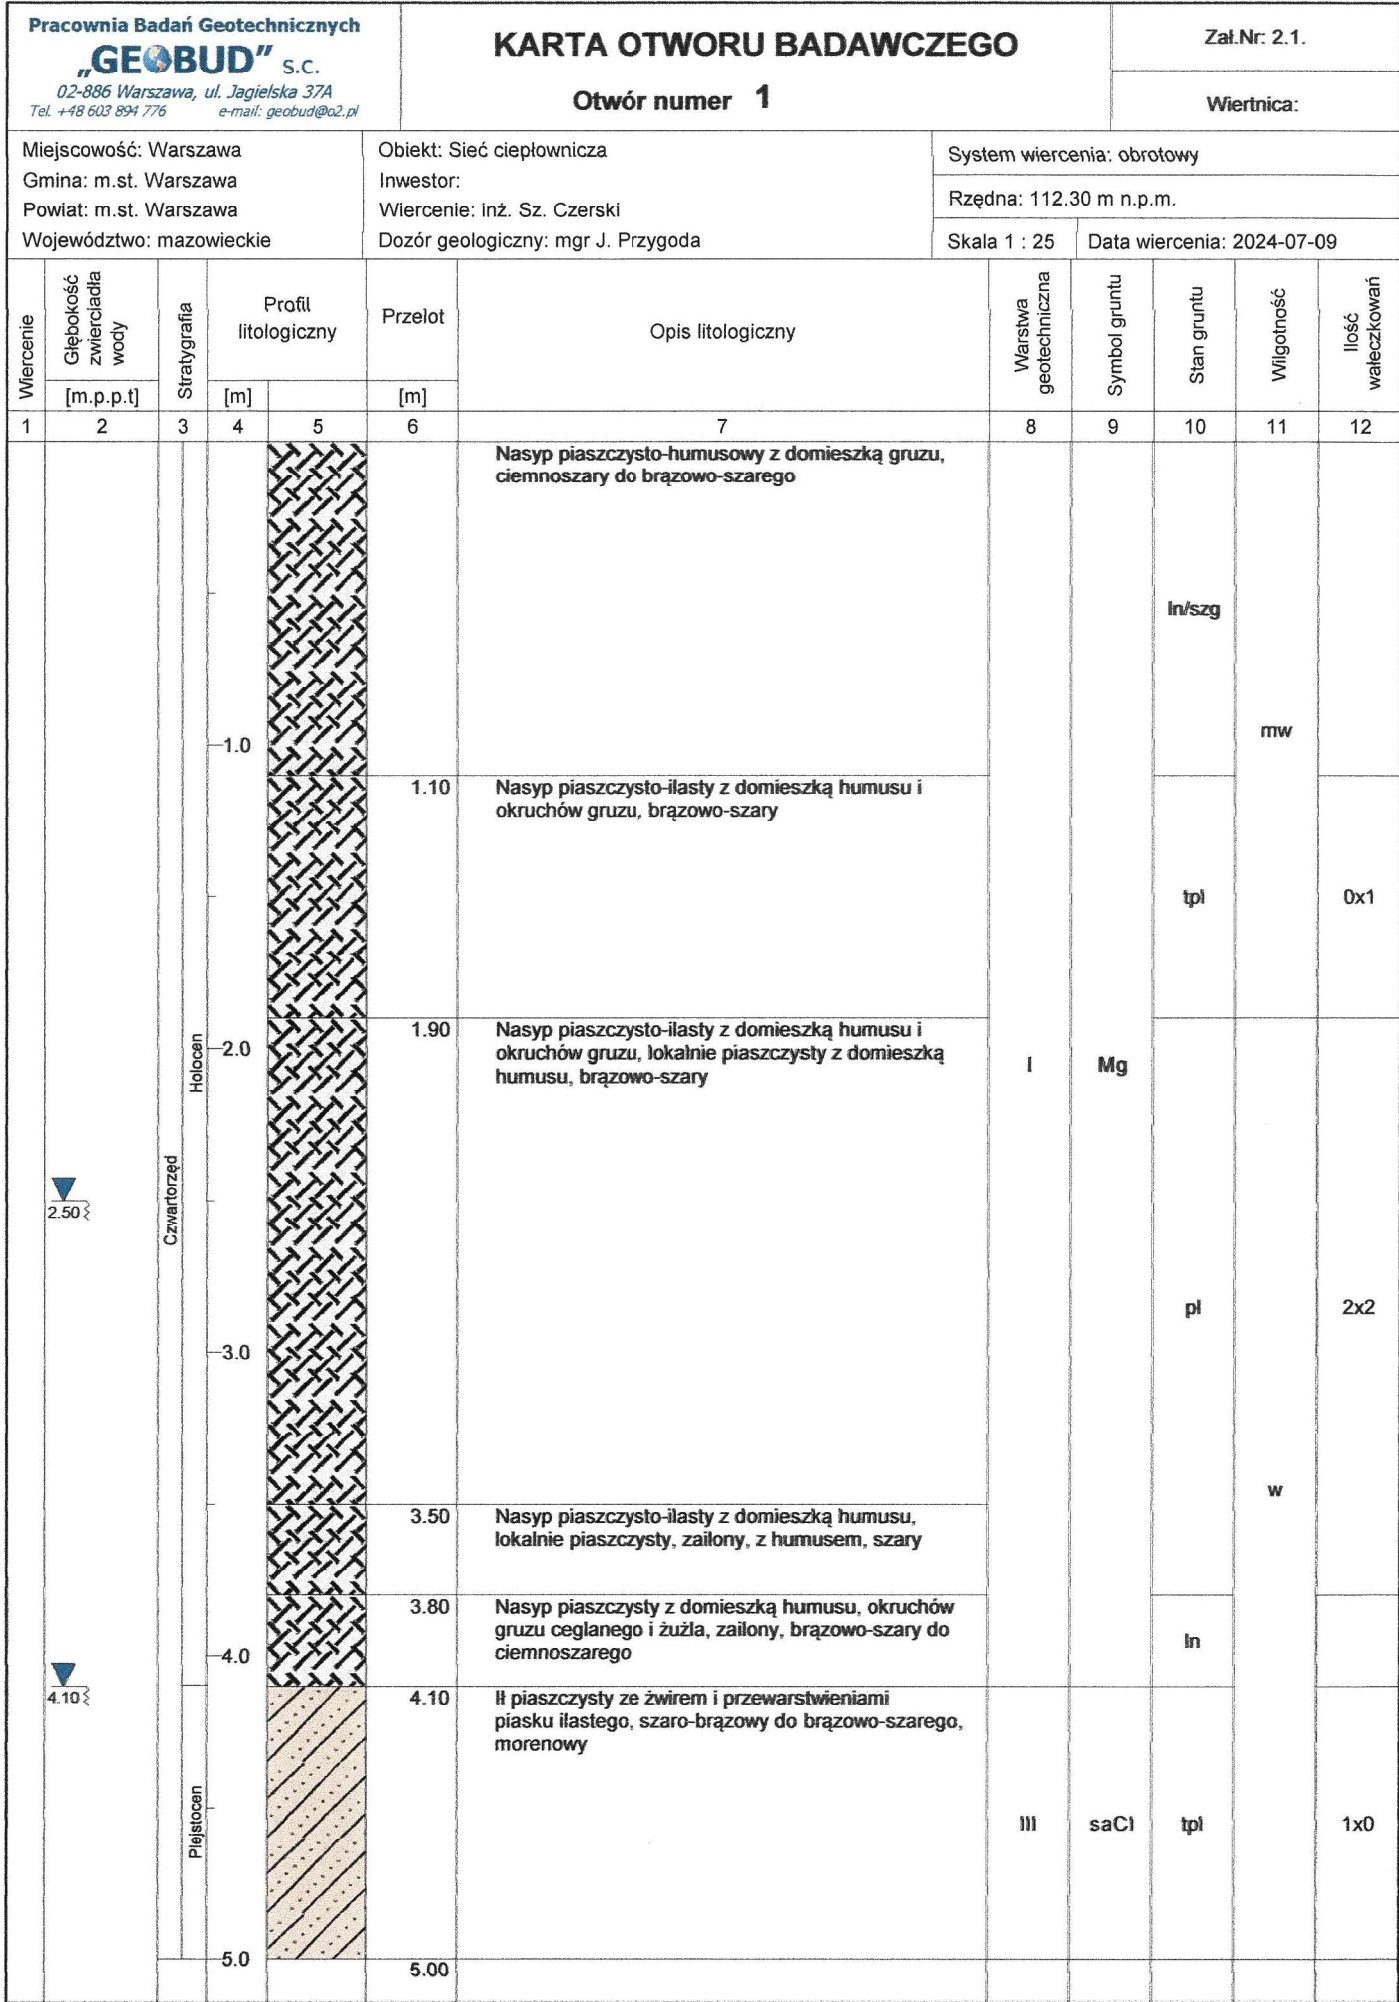 Pracownia Badań Geotechnicznych
„GEOBUD” s.c.
02-886 Warszawa, ul. Jagielska 37A
Tel. +48 603 894 776 e-mail: geobud@o2.pl
KARTA OTWORU BADAWCZEGO
Otwór numer 1
Zał.Nr: 2.1.
Wiertnica:
Miejscowość: Warszawa
Gmina: m.st. Warszawa
Powiat: m.st. Warszawa
Województwo: mazowieckie
Obiekt: Sieć ciepłownicza
Inwestor:
Wiercenie: inż. Sz. Czerski
Dozór geologiczny: mgr J. Przygoda
System wiercenia: obrotowy
Rzędna: 112.30 m n.p.m.
Skala 1 : 25 Data wiercenia: 2024-07-09
Wiercenie
Głębokość
zwierciadła
wody
[m.p.p.t]
Stratygrafia
Profil
litologiczny
[m]
Przelot
[m]
Opis litologiczny
Warstwa
geotechniczna
Symbol gruntu
Stan gruntu
Wilgotność
Ilość
wałeczkowań
1 2 3 4 5 6 7 8 9 10 11 12
Nasyp piaszczysto-humusowy z domieszką gruzu,
ciemnoszary do brązowo-szarego
ln/szg
mw
1.0
1.10 Nasyp piaszczysto-ilasty z domieszką humusu i
okruchów gruzu, brązowo-szary
tpl 0x1
1.90 Nasyp piaszczysto-ilasty z domieszką humusu i
okruchów gruzu, lokalnie piaszczysty z domieszką
humusu, brązowo-szary
2.0
Holocen
I Mg
Czwartorzęd
2.50
pl 2x2
3.0
w
3.50 Nasyp piaszczysto-ilasty z domieszką humusu,
lokalnie piaszczysty, zailony, z humusem, szary
3.80 Nasyp piaszczysty z domieszką humusu, okruchów
gruzu ceglanego i żużla, zailony, brązowo-szary do
ciemnoszarego
ln
4.0
4.10
4.10 Ił piaszczysty ze żwirem i przewarstwieniami
piasku ilastego, szaro-brązowy do brązowo-szarego,
morenowy
Plejstocen
III saCl tpl 1x0
5.0
5.00